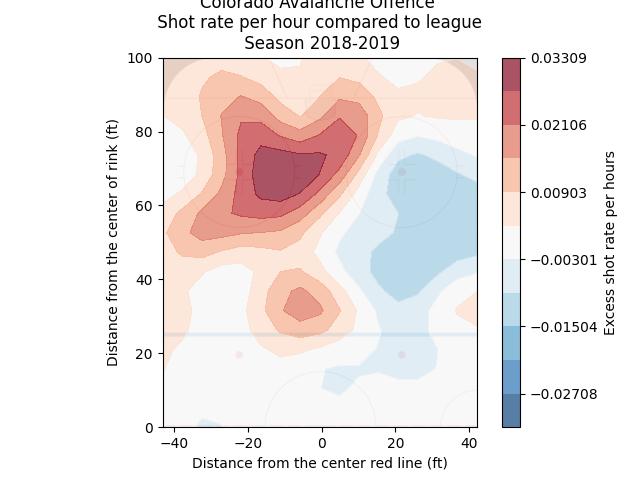 Colorado Avalanche Offence
Shot rate per hour compared to league
Season 2018-2019
100
80
60
40
20
0
Distance from the center of rink (ft)
−40
−20
0
20
40
Distance from the center red line (ft)
0.03309
0.02106
0.00903
−0.00301
−0.01504
−0.02708
Excess shot rate per hours